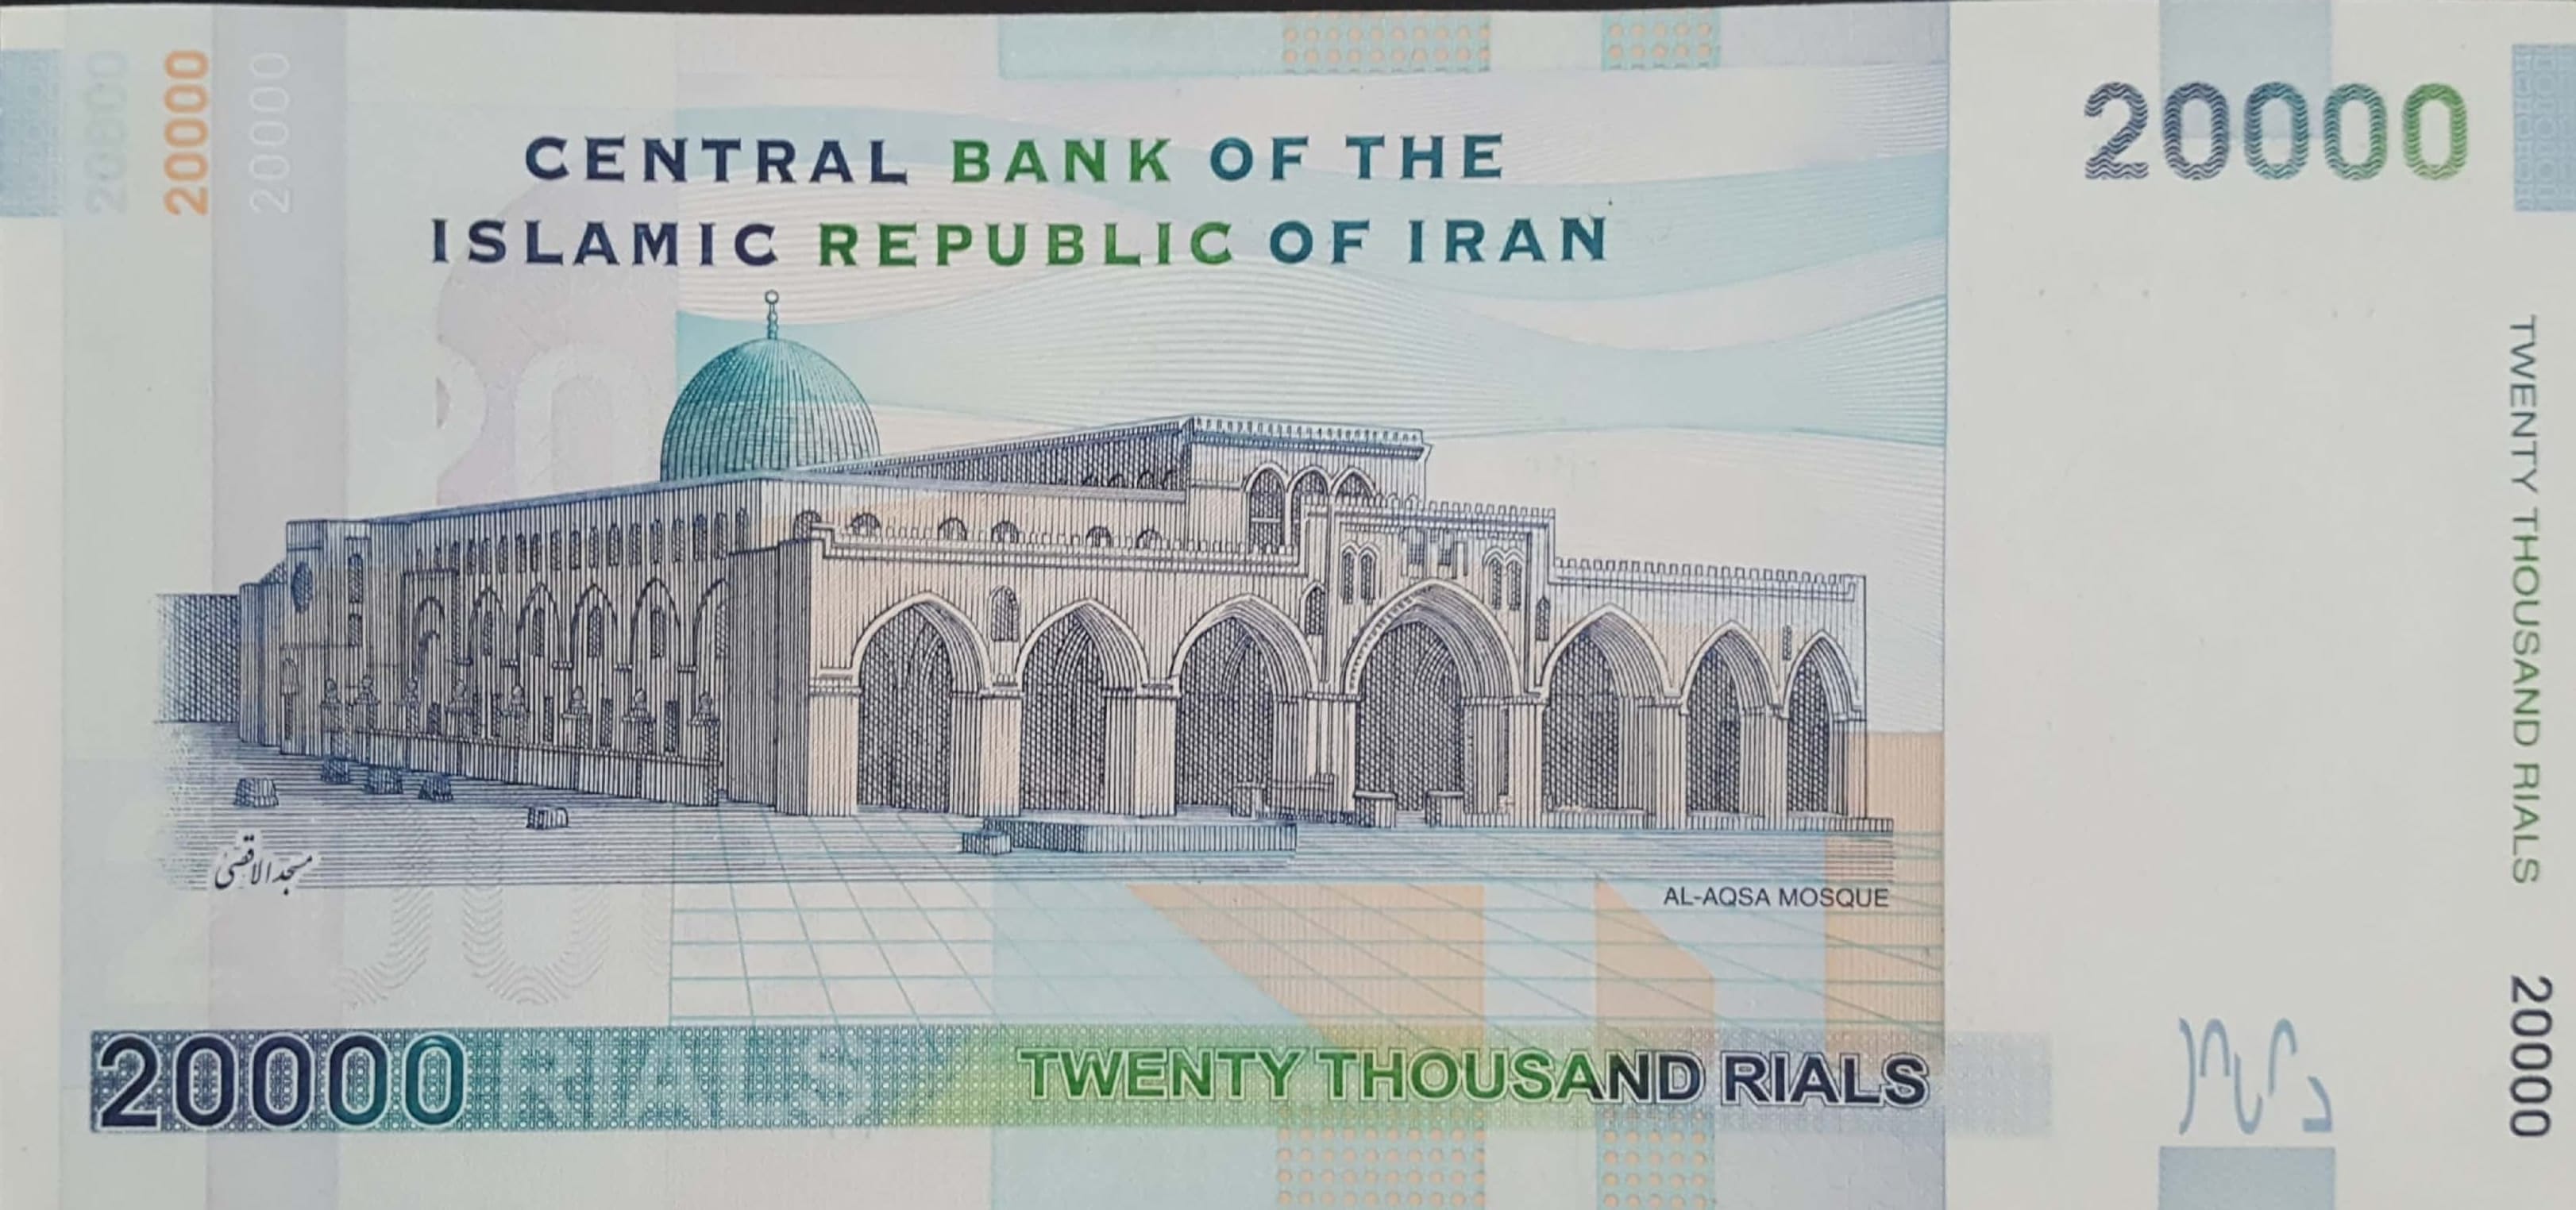 20000
20000
20000
CENTRAL BANK OF THE
ISLAMIC REPUBLIC OF IRAN
20000
TWENTY THOUSAND RIALS 20000
مسجد الاقصی
AL-AQSA MOSQUE
20000 RIALS
TWENTY THOUSAND RIALS